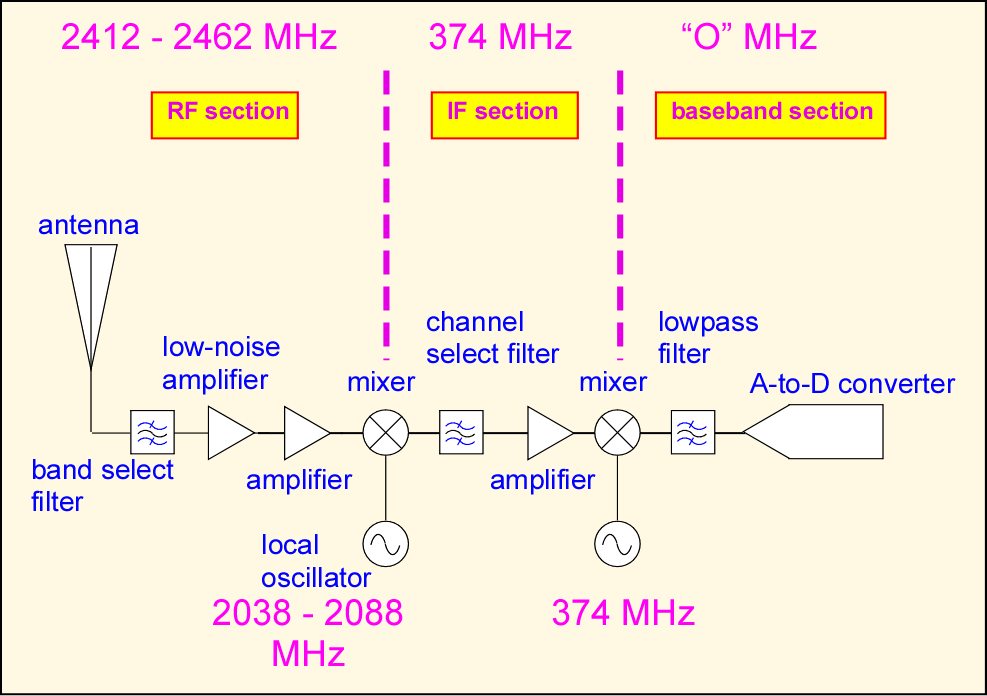 2412 - 2462 MHz
374 MHz
“O” MHz
RF section
IF section
baseband section
antenna
low-noise
amplifier
mixer
channel
select filter
mixer
lowpass
filter
A-to-D converter
band select
filter
amplifier
amplifier
local
oscillator
2038 - 2088
MHz
374 MHz